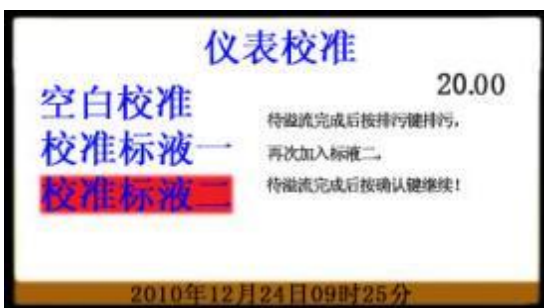 仪表校准
20.00
空白校准
校准标液一
校准标液二
待溢流完成后按排污键排污，
再次加入标液二，
待溢流完成后按确认键继续！
2010年12月24日09时25分